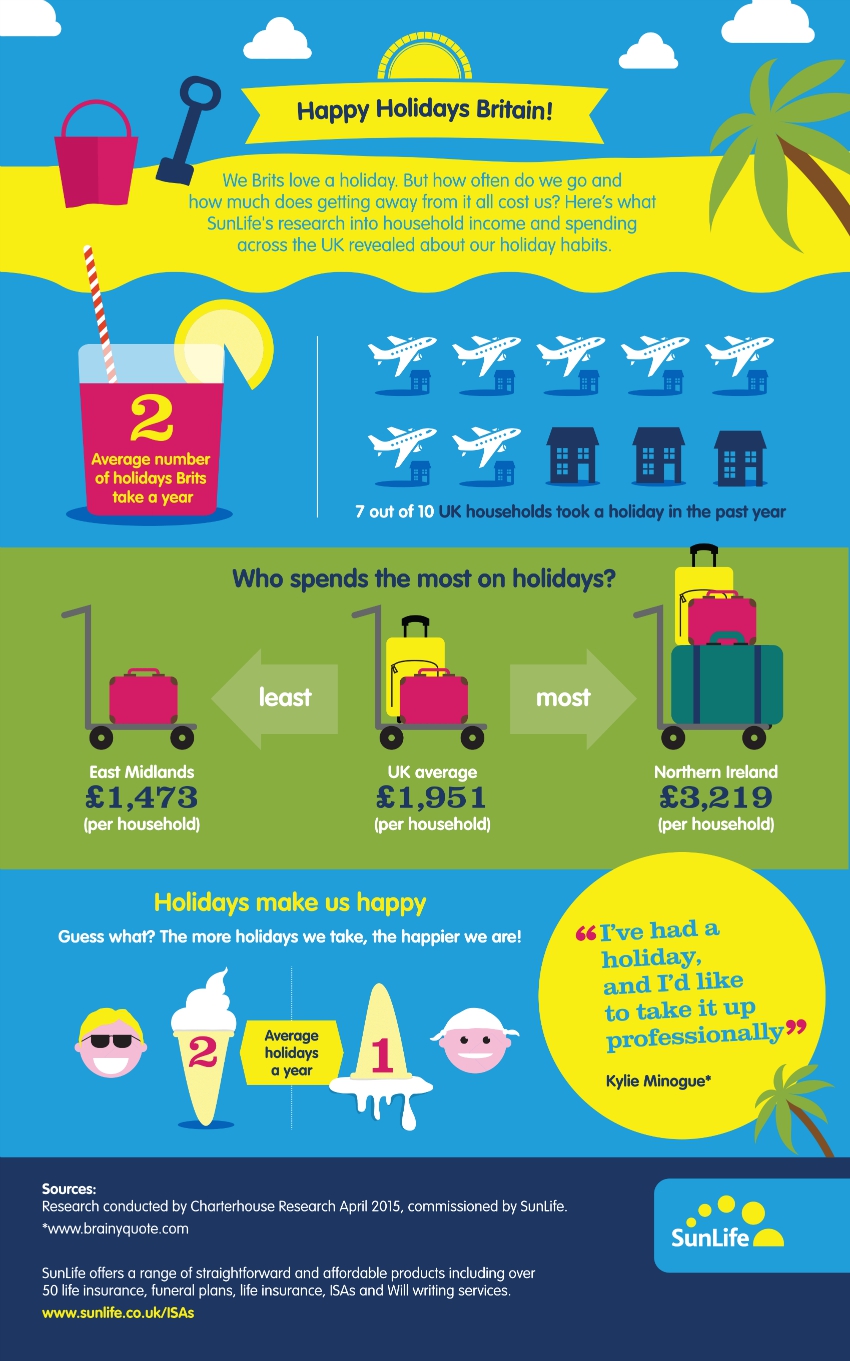 Happy Holidays Britain!
We Brits love a holiday. But how often do we go and
how much does getting away from it all cost us? Here's what
SunLife's research into household income and spending
across the UK revealed about our holiday habits.
2
Average number
of holidays Brits
take a year
7 out of 10 UK households took a holiday in the past year
Who spends the most on holidays?
least
most
East Midlands
£1,473
(per household)
UK average
£1,951
(per household)
Northern Ireland
£3,219
(per household)
Holidays make us happy
Guess what? The more holidays we take, the happier we are!
2
Average
holidays
a year
1
“I've had a
holiday,
and I'd like
to take it up
professionally”
Kylie Minogue*
Sources:
Research conducted by Charterhouse Research April 2015, commissioned by SunLife.
*www.brainyquote.com
SunLife offers a range of straightforward and affordable products including over
50 life insurance, funeral plans, life insurance, ISAs and Will writing services.
www.sunlife.co.uk/ISAs
SunLife